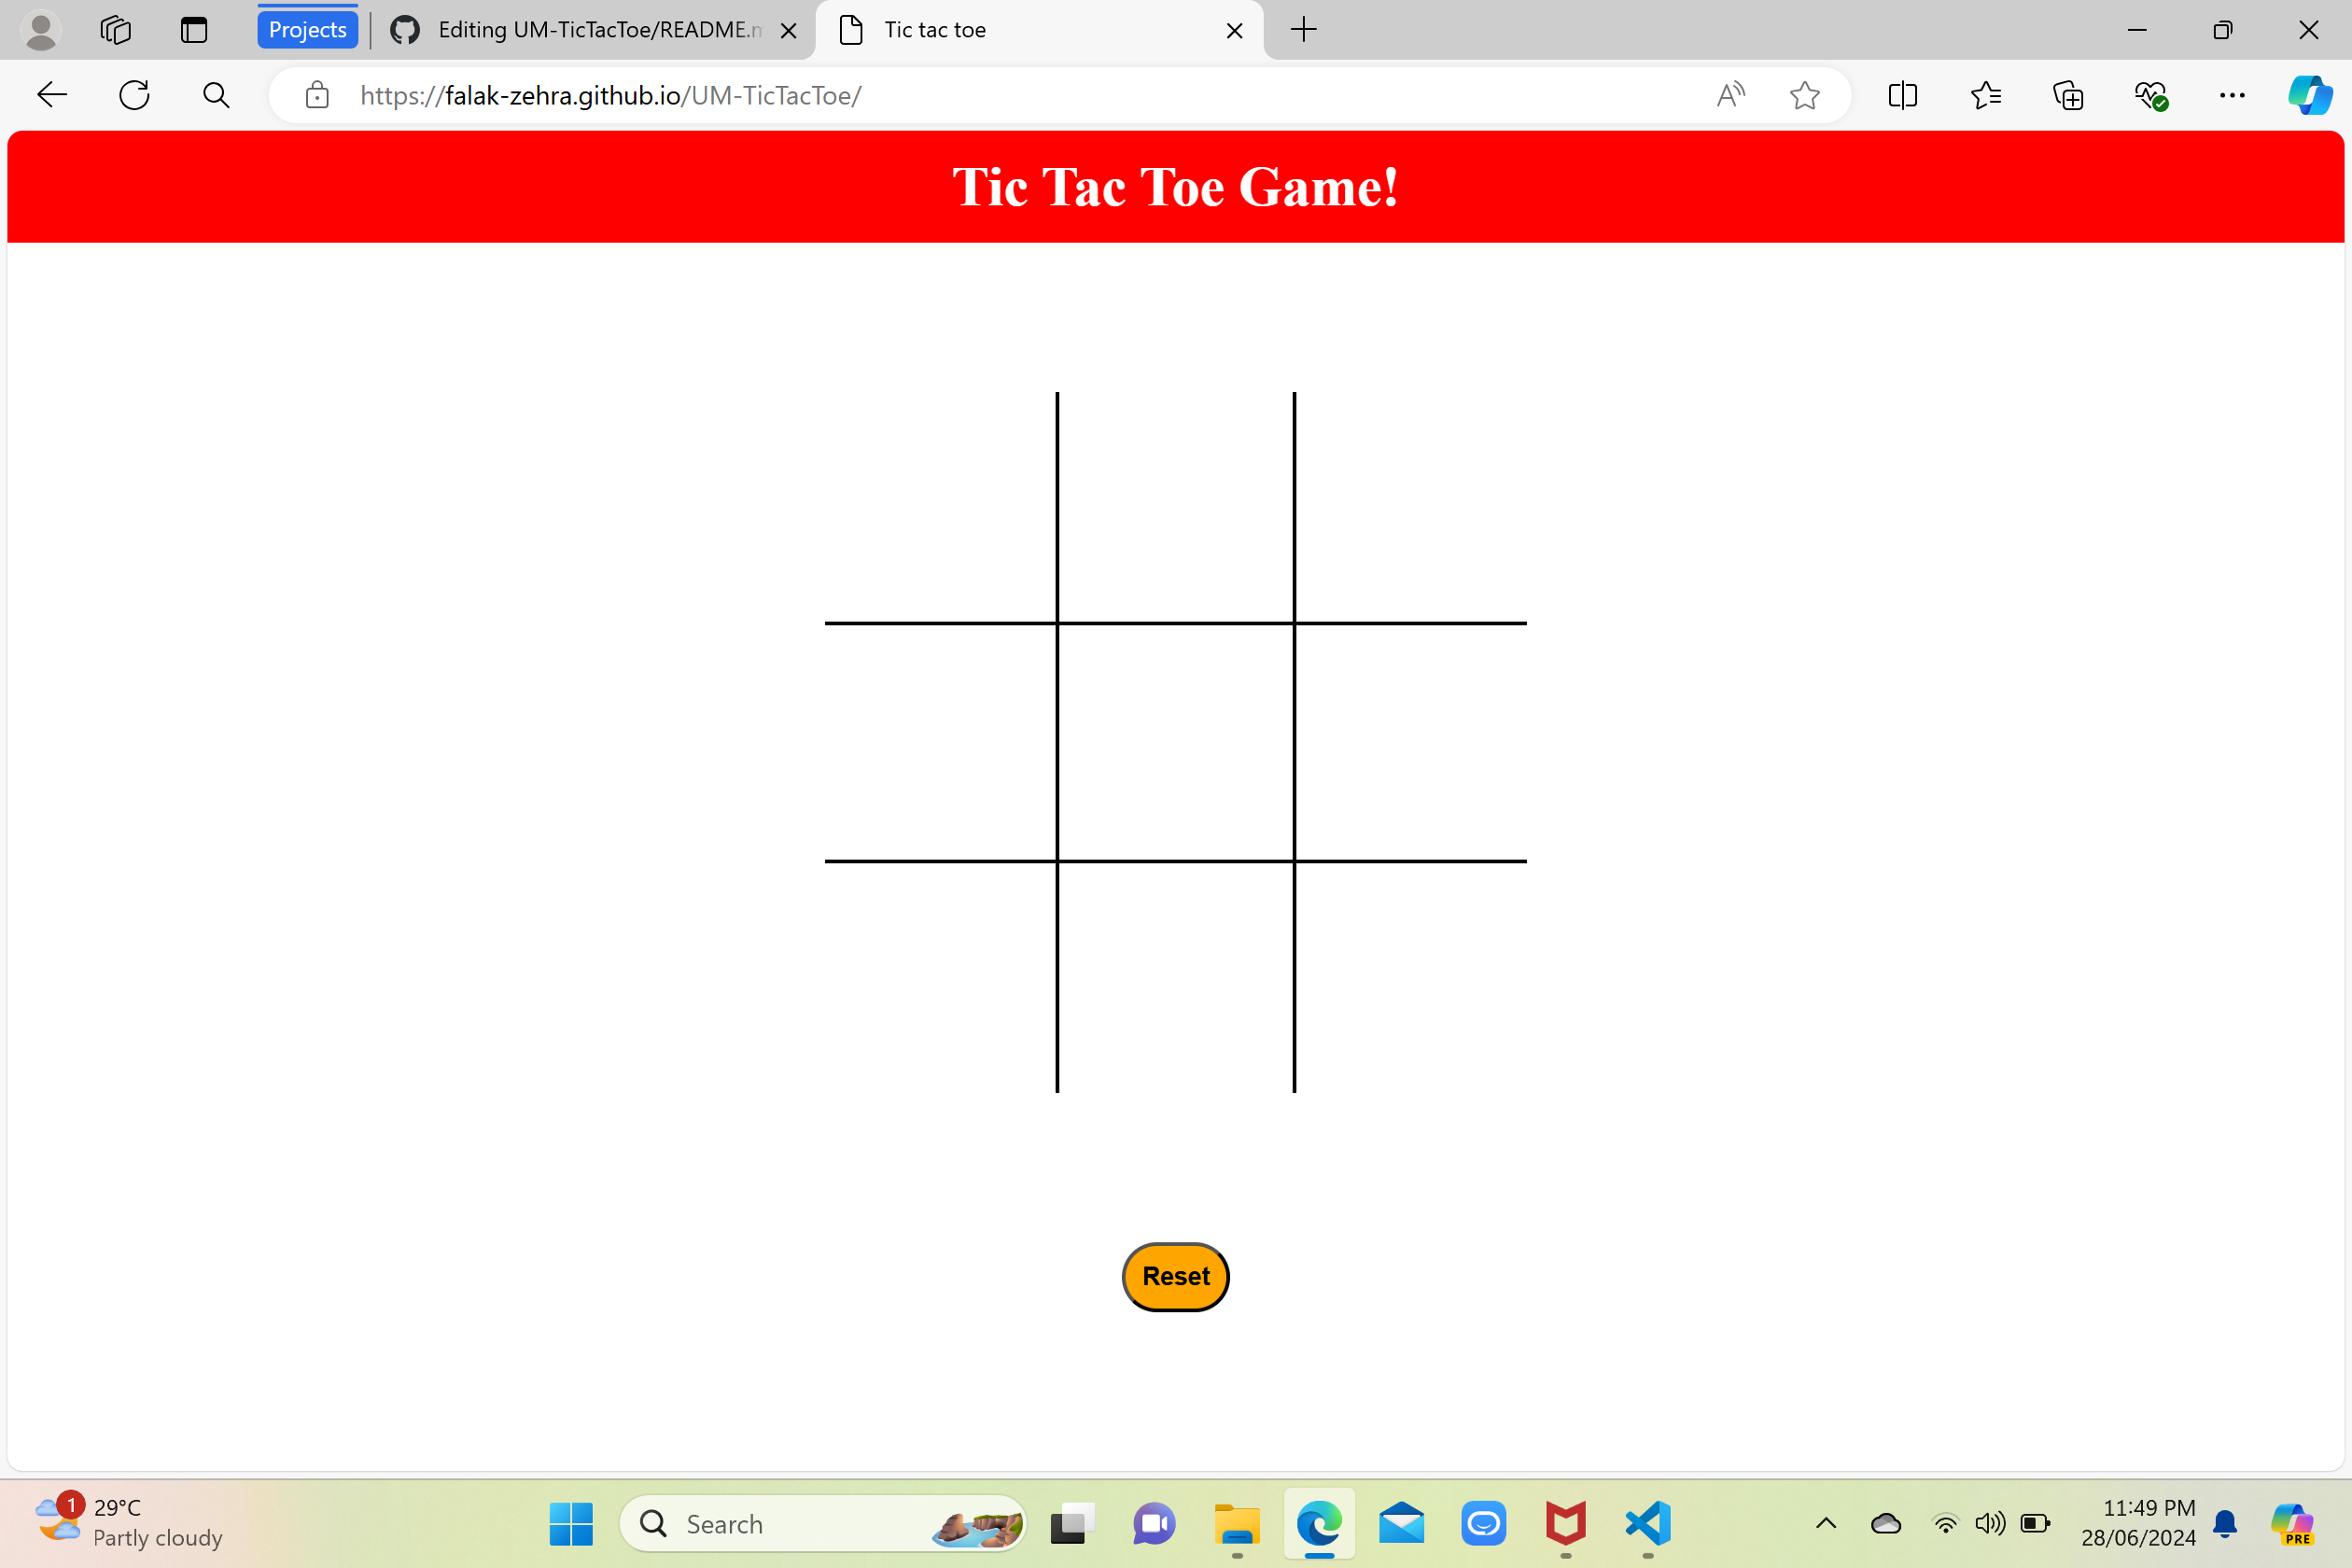 Projects
Editing UM-TicTacToe/README.m
Tic tac toe
https://falak-zehra.github.io/UM-TicTacToe/
Tic Tac Toe Game!
Reset
1
29°C
Partly cloudy
Search
11:49 PM
28/06/2024
PRE